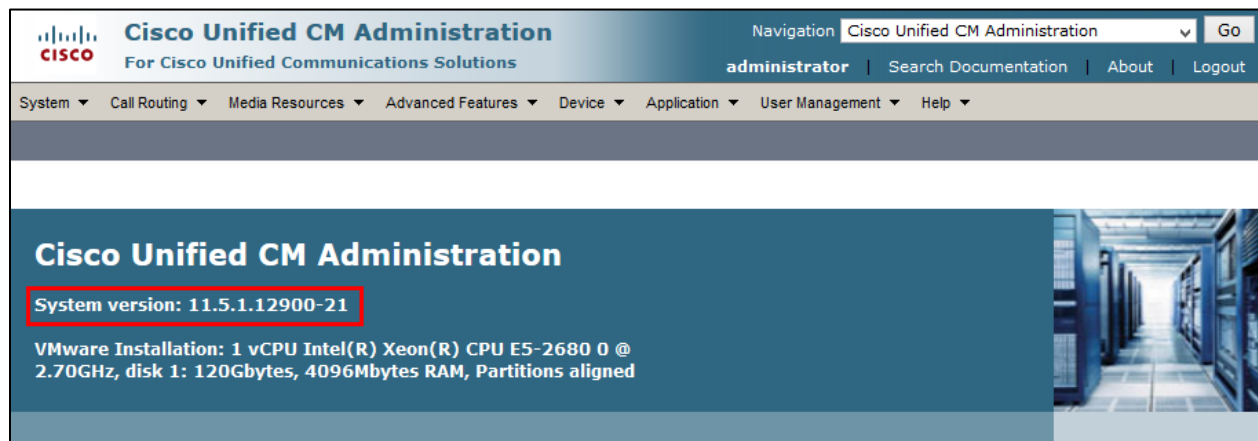 Cisco Unified CM Administration
For Cisco Unified Communications Solutions
Navigation Cisco Unified CM Administration Go
administrator | Search Documentation | About | Logout
CISCO
System Call Routing Media Resources Advanced Features Device Application User Management Help
Cisco Unified CM Administration
System version: 11.5.1.12900-21
VMware Installation: 1 vCPU Intel(R) Xeon(R) CPU E5-2680 0 @
2.70GHz, disk 1: 120Gbytes, 4096Mbytes RAM, Partitions aligned